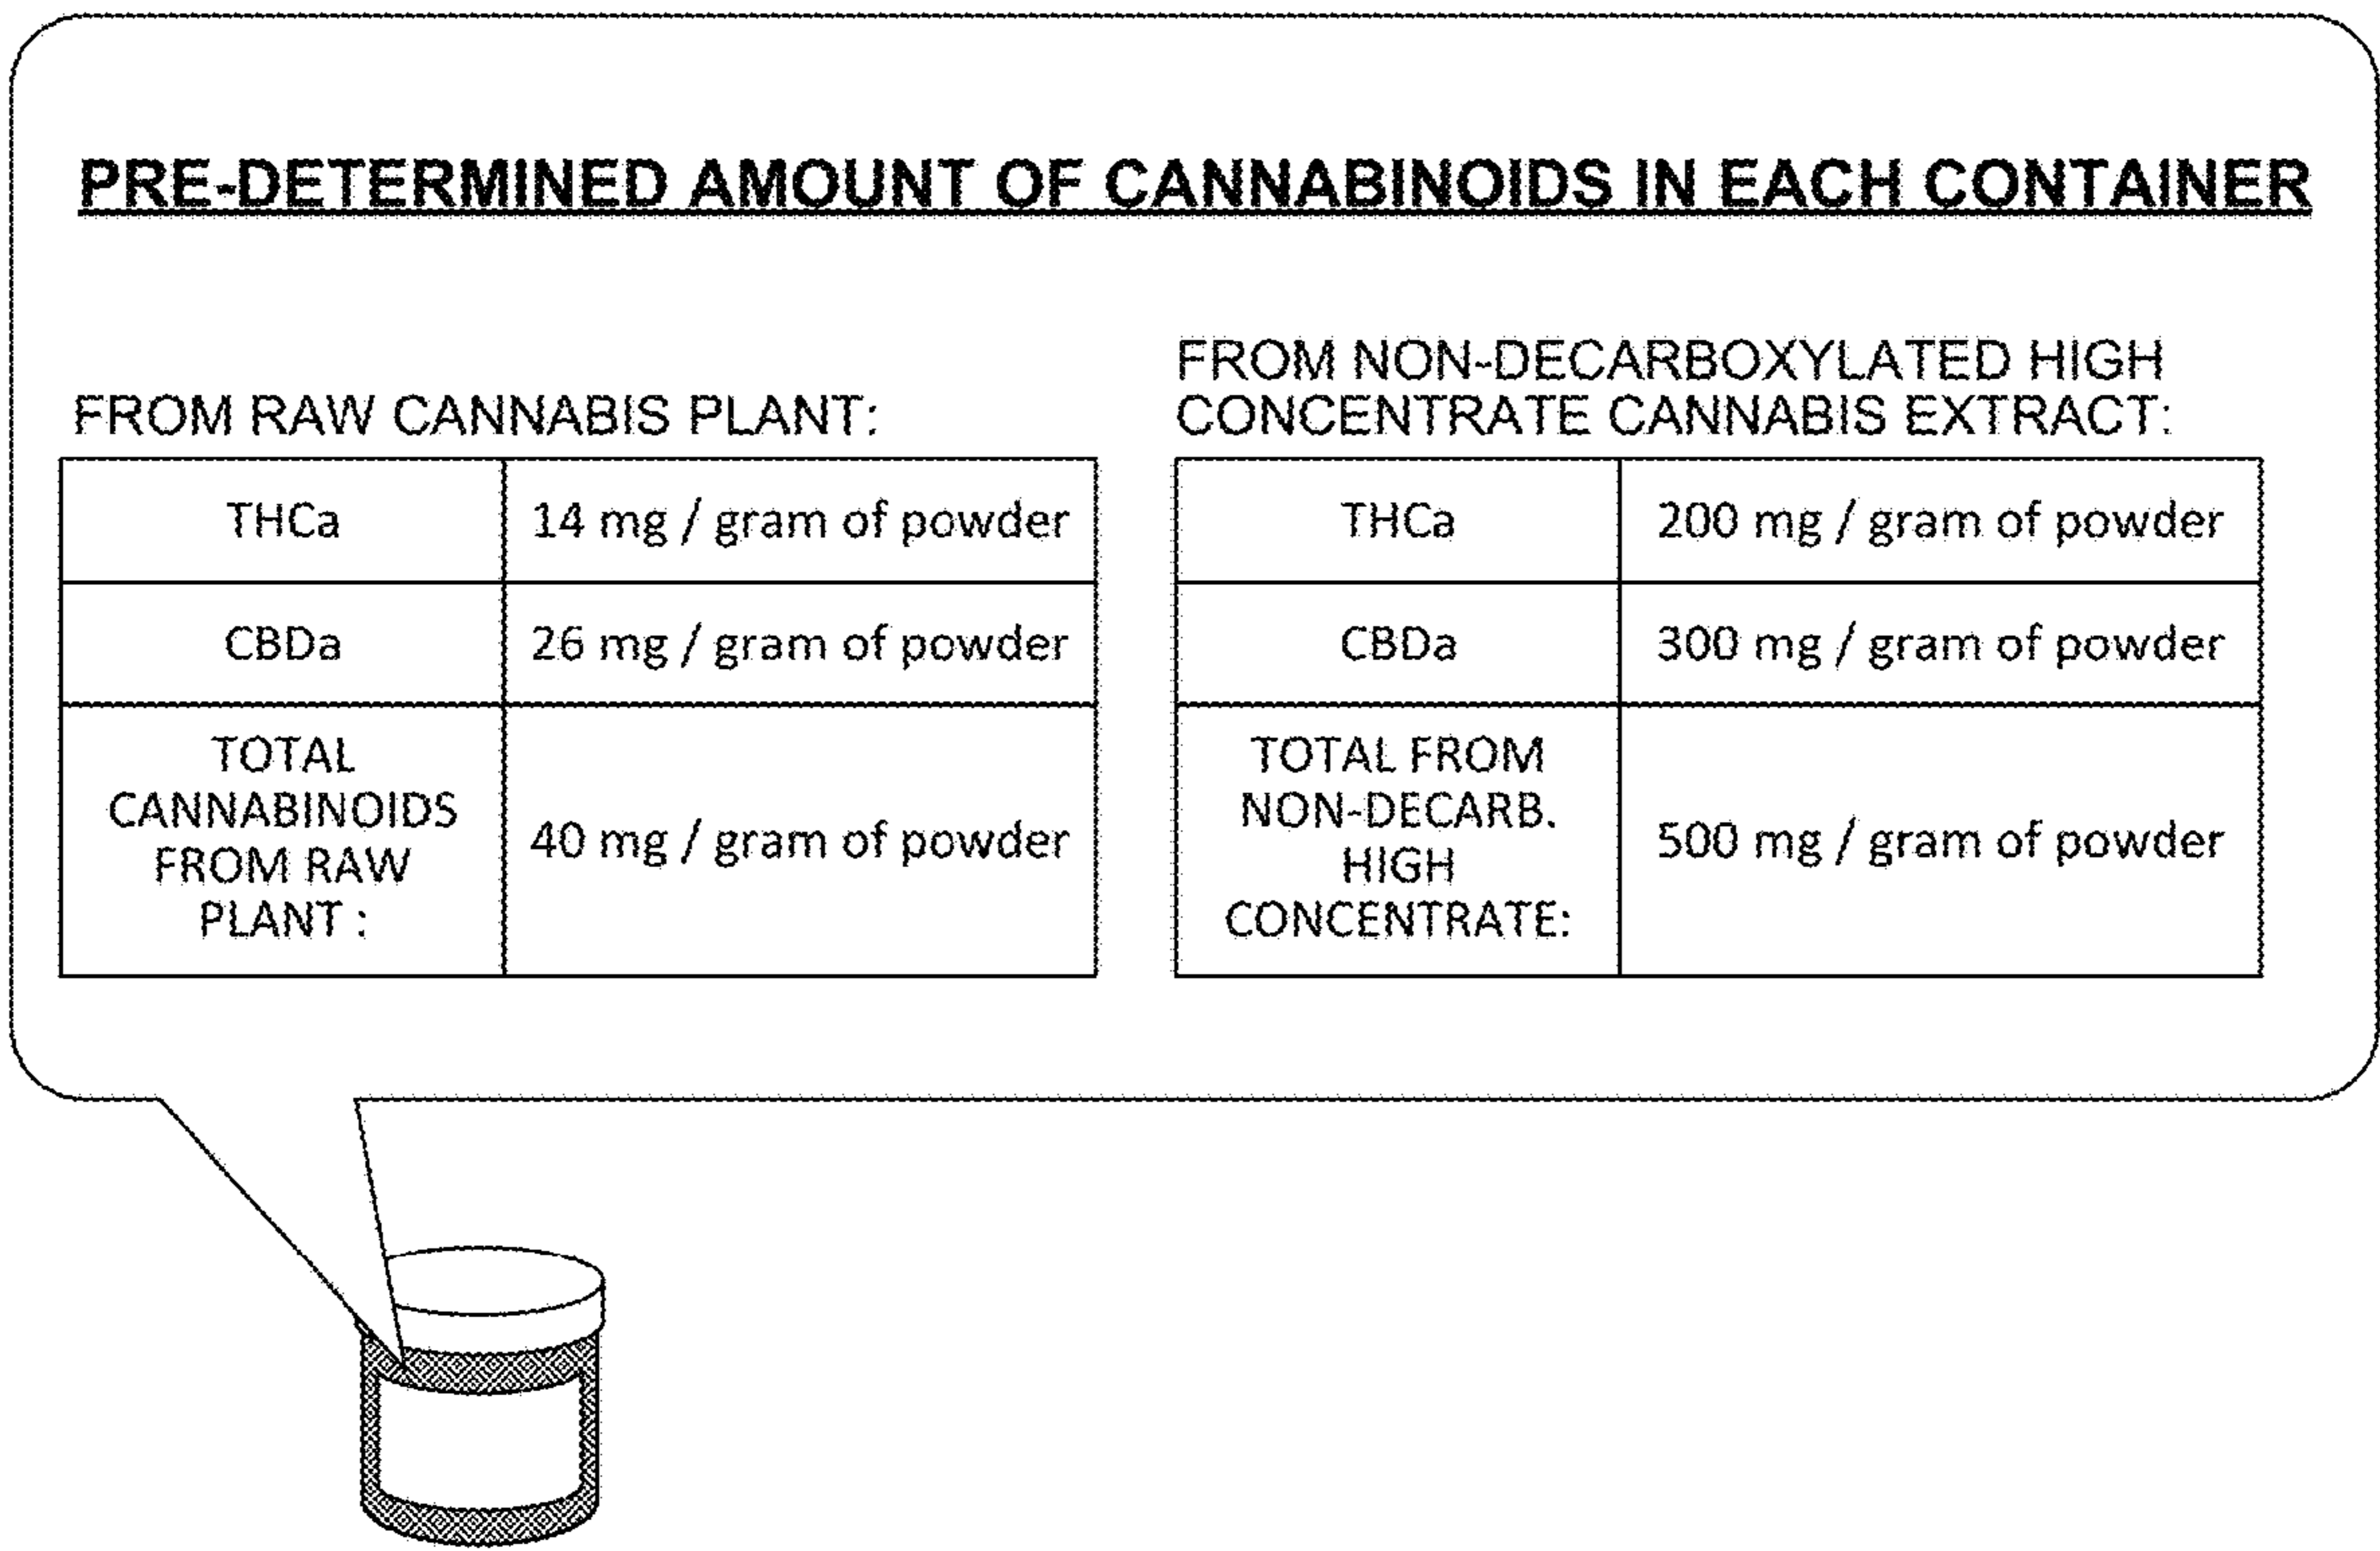 PRE-DETERMINED AMOUNT OF CANNABINOIDS IN EACH CONTAINER
FROM RAW CANNABIS PLANT:
THCa
14 mg / gram of powder
CBDa
26 mg / gram of powder
TOTAL
CANNABINOIDS
FROM RAW
PLANT :
40 mg / gram of powder
FROM NON-DECARBOXYLATED HIGH
CONCENTRATE CANNABIS EXTRACT:
THCa
200 mg / gram of powder
CBDa
300 mg / gram of powder
TOTAL FROM
NON-DECARB.
HIGH
CONCENTRATE:
500 mg / gram of powder